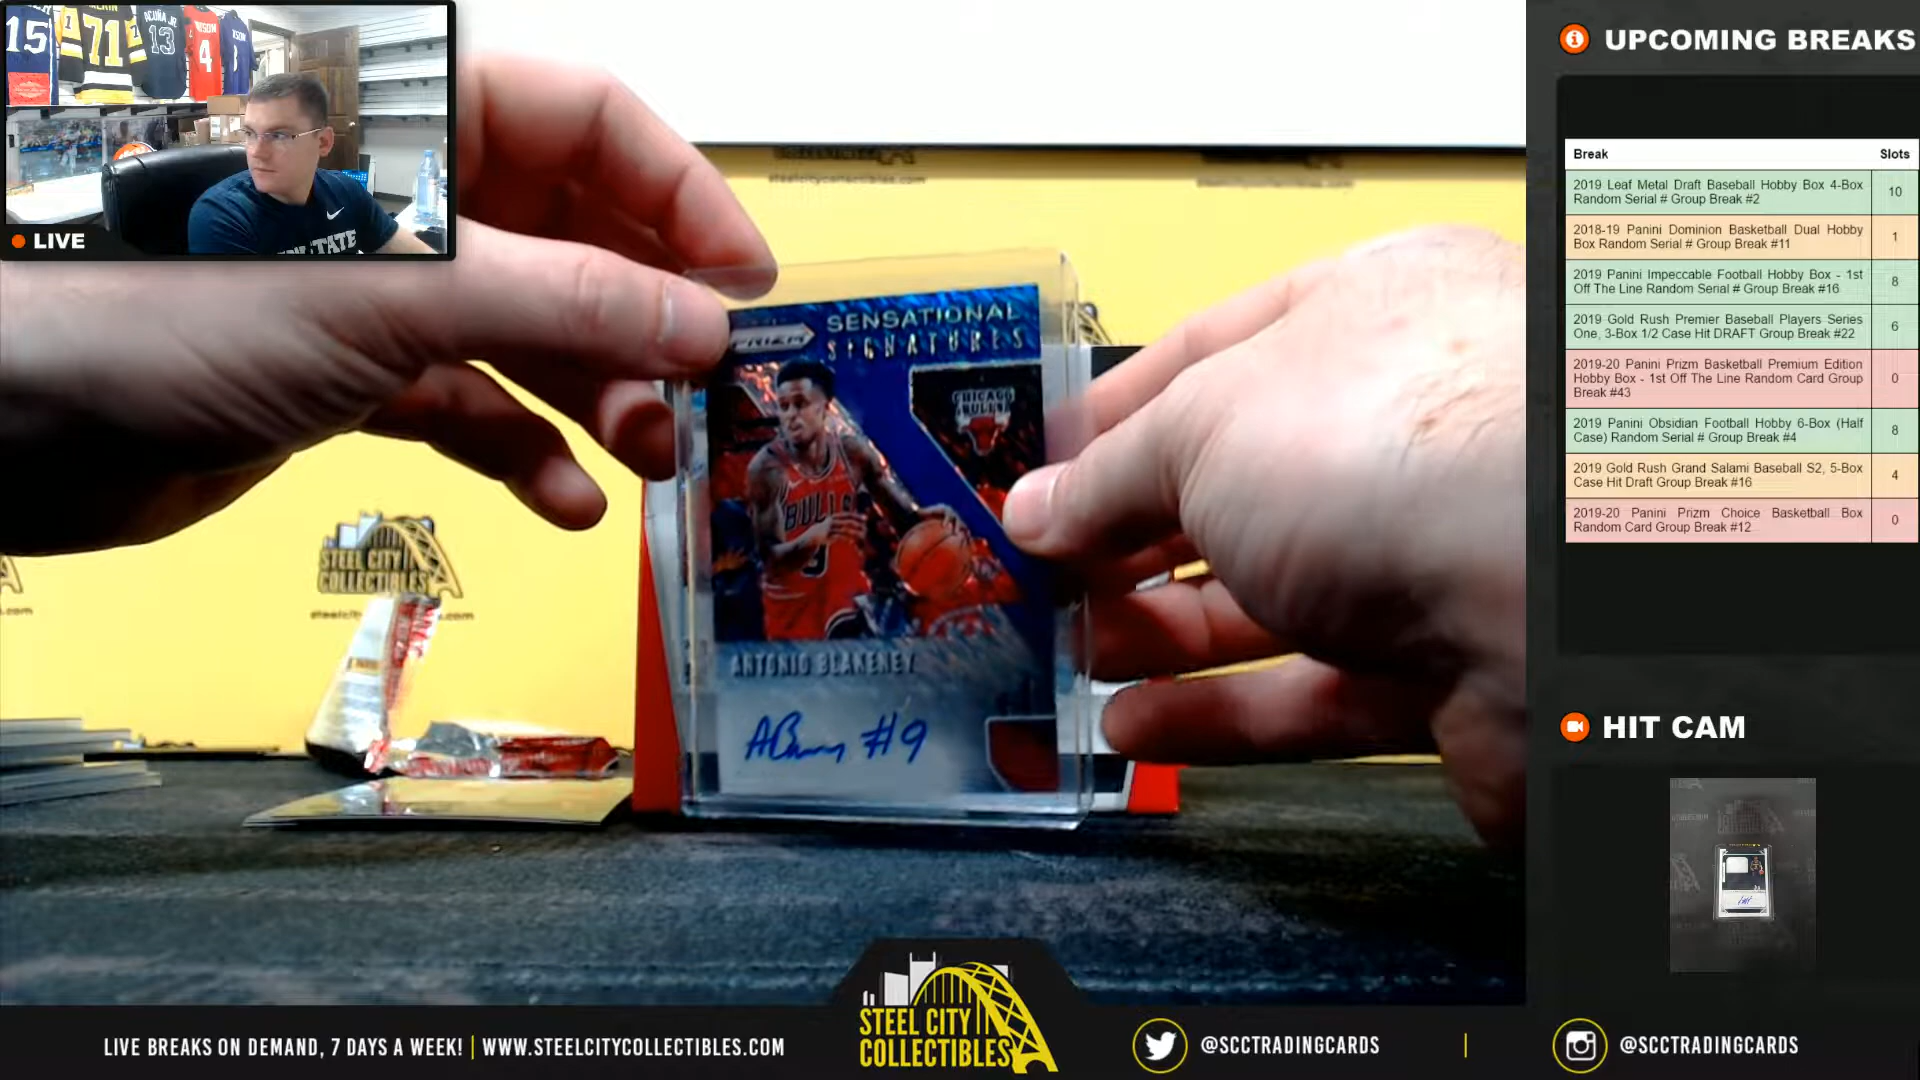 15
71
ACUÑA JR
13
4
LIVE
SENSATIONAL
SIGNATURES
PRIZM
CHICAGO
BULLS
BULLS
9
ANTONIO BLAKENEY
#9
STEEL CITY
COLLECTIBLES
UPCOMING BREAKS
Break Slots
2019 Leaf Metal Draft Baseball Hobby Box 4-Box
Random Serial # Group Break #2
10
2018-19 Panini Dominion Basketball Dual Hobby
Box Random Serial # Group Break #11
1
2019 Panini Impeccable Football Hobby Box - 1st
Off The Line Random Serial # Group Break #16
8
2019 Gold Rush Premier Baseball Players Series
One, 3-Box 1/2 Case Hit DRAFT Group Break #22
6
2019-20 Panini Prizm Basketball Premium Edition
Hobby Box - 1st Off The Line Random Card Group
Break #43
0
2019 Panini Obsidian Football Hobby 6-Box (Half
Case) Random Serial # Group Break #4
8
2019 Gold Rush Grand Salami Baseball S2, 5-Box
Case Hit Draft Group Break #16
4
2019-20 Panini Prizm Choice Basketball Box
Random Card Group Break #12
0
HIT CAM
LIVE BREAKS ON DEMAND, 7 DAYS A WEEK! | WWW.STEELCITYCOLLECTIBLES.COM
STEEL CITY
COLLECTIBLES
@SCCTRADINGCARDS
@SCCTRADINGCARDS